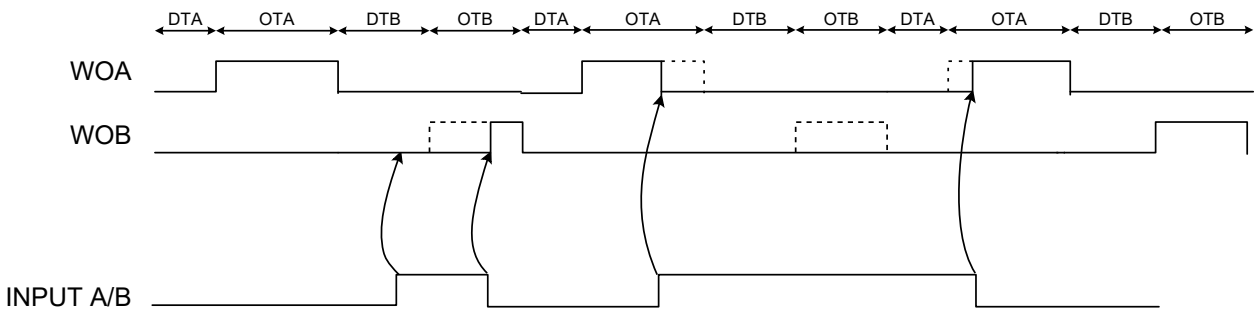 DTA OTA DTB OTB DTA OTA DTB OTB DTA OTA DTB OTB
WOA
WOB
INPUT A/B